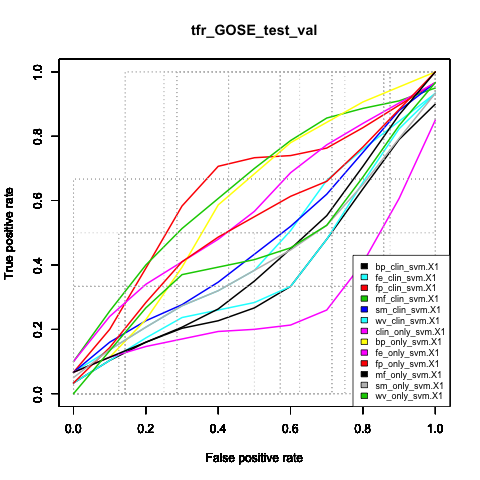 tfr_GOSE_test_val
True positive rate
1.0
0.8
0.6
0.4
0.2
0.0
bp_clin_svm.X1
fe_clin_svm.X1
fp_clin_svm.X1
mf_clin_svm.X1
sm_clin_svm.X1
wv_clin_svm.X1
clin_only_svm.X1
bp_only_svm.X1
fe_only_svm.X1
fp_only_svm.X1
mf_only_svm.X1
sm_only_svm.X1
wv_only_svm.X1
0.0 0.2 0.4 0.6 0.8 1.0
False positive rate